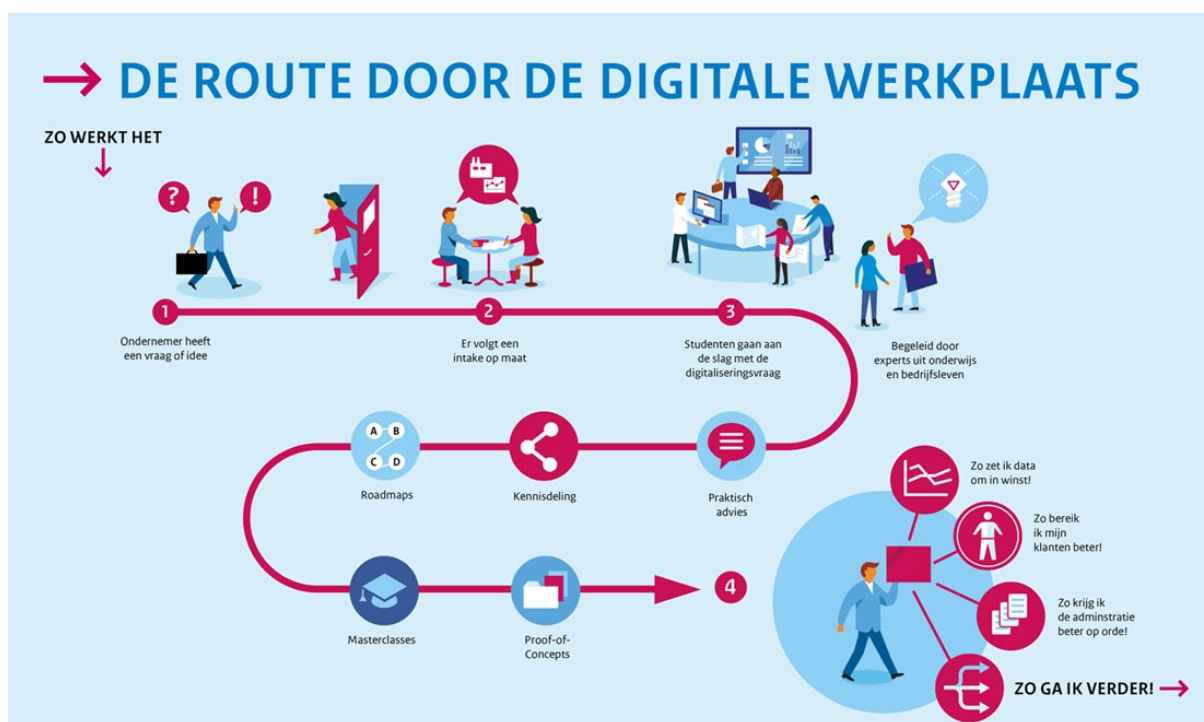 → DE ROUTE DOOR DE DIGITALE WERKPLAATS
ZO WERKT HET
? !
1
Ondernemer heeft
een vraag of idee
2
Er volgt een
intake op maat
3
Studenten gaan aan
de slag met de
digitaliseringsvraag
Begeleid door
experts uit onderwijs
en bedrijfsleven
Praktisch
advies
Kennisdeling
A B
C D
Roadmaps
Masterclasses
Proof-of-
Concepts
4
Zo zet ik data
om in winst!
Zo bereik
ik mijn
klanten beter!
Zo krijg ik
de adminstratie
beter op orde!
ZO GA IK VERDER! →